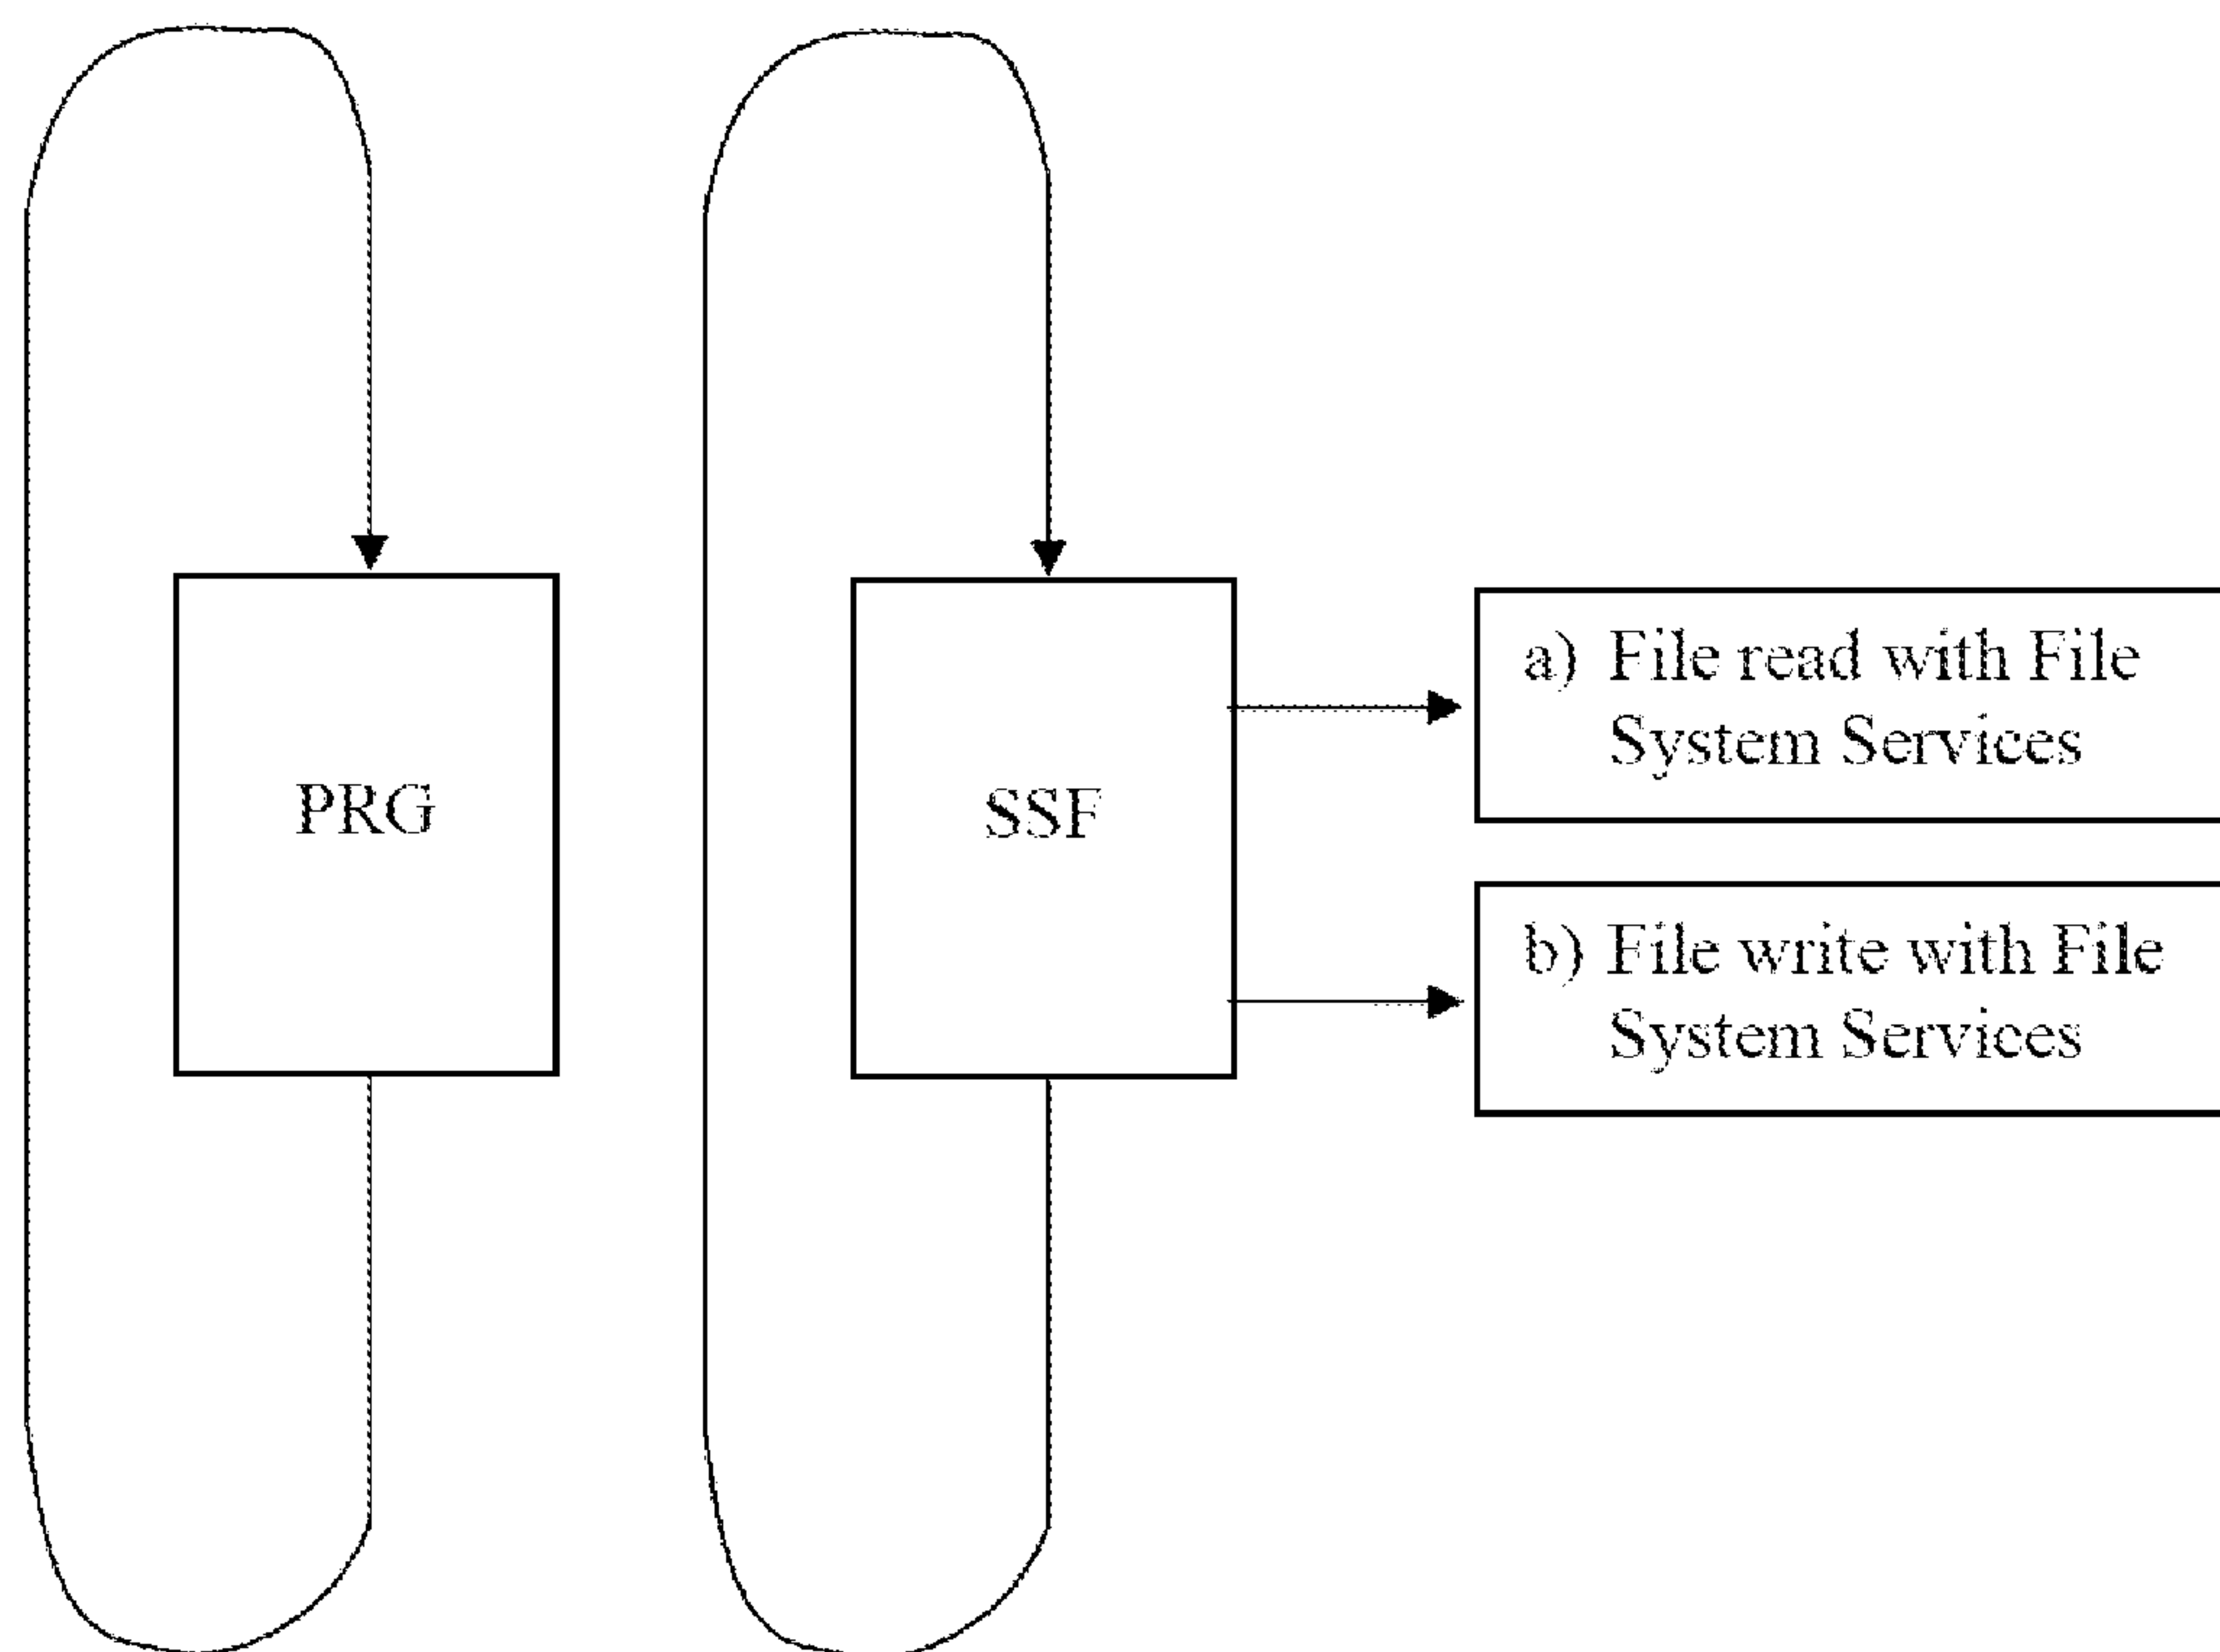 PRG
SSF
a) File read with File
System Services
b) File write with File
System Services